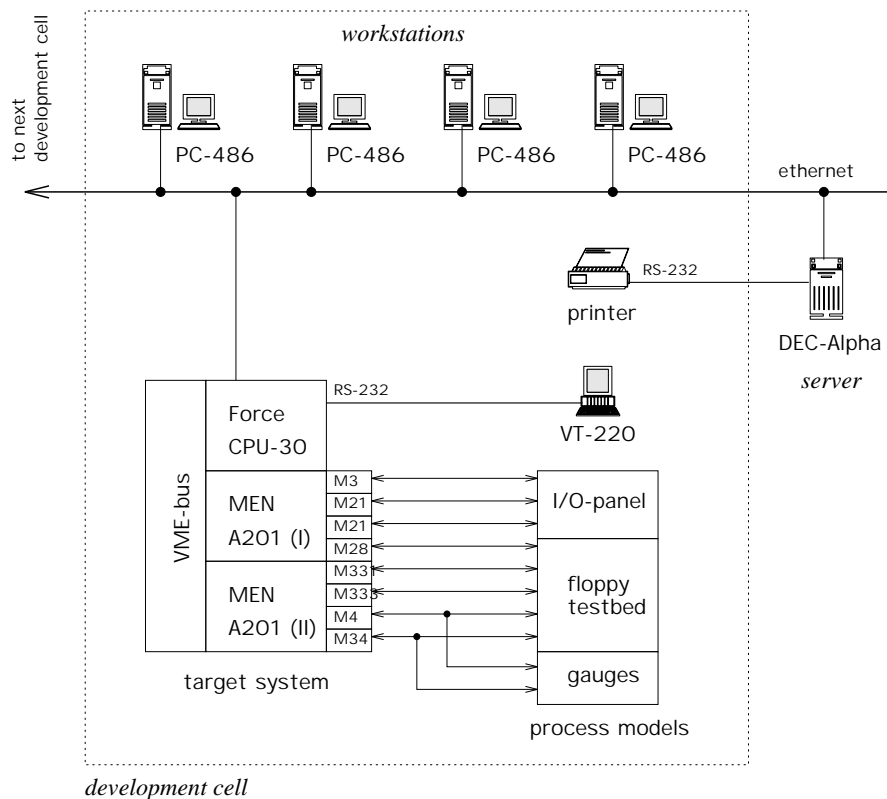 workstations
to next
development cell
PC-486
PC-486
PC-486
PC-486
ethernet
RS-232
printer
DEC-Alpha
server
RS-232
VT-220
VME-bus
Force
CPU-30
MEN
A201 (I)
MEN
A201 (II)
M3
M21
M21
M28
M331
M333
M4
M34
I/O-panel
floppy
testbed
gauges
target system
process models
development cell